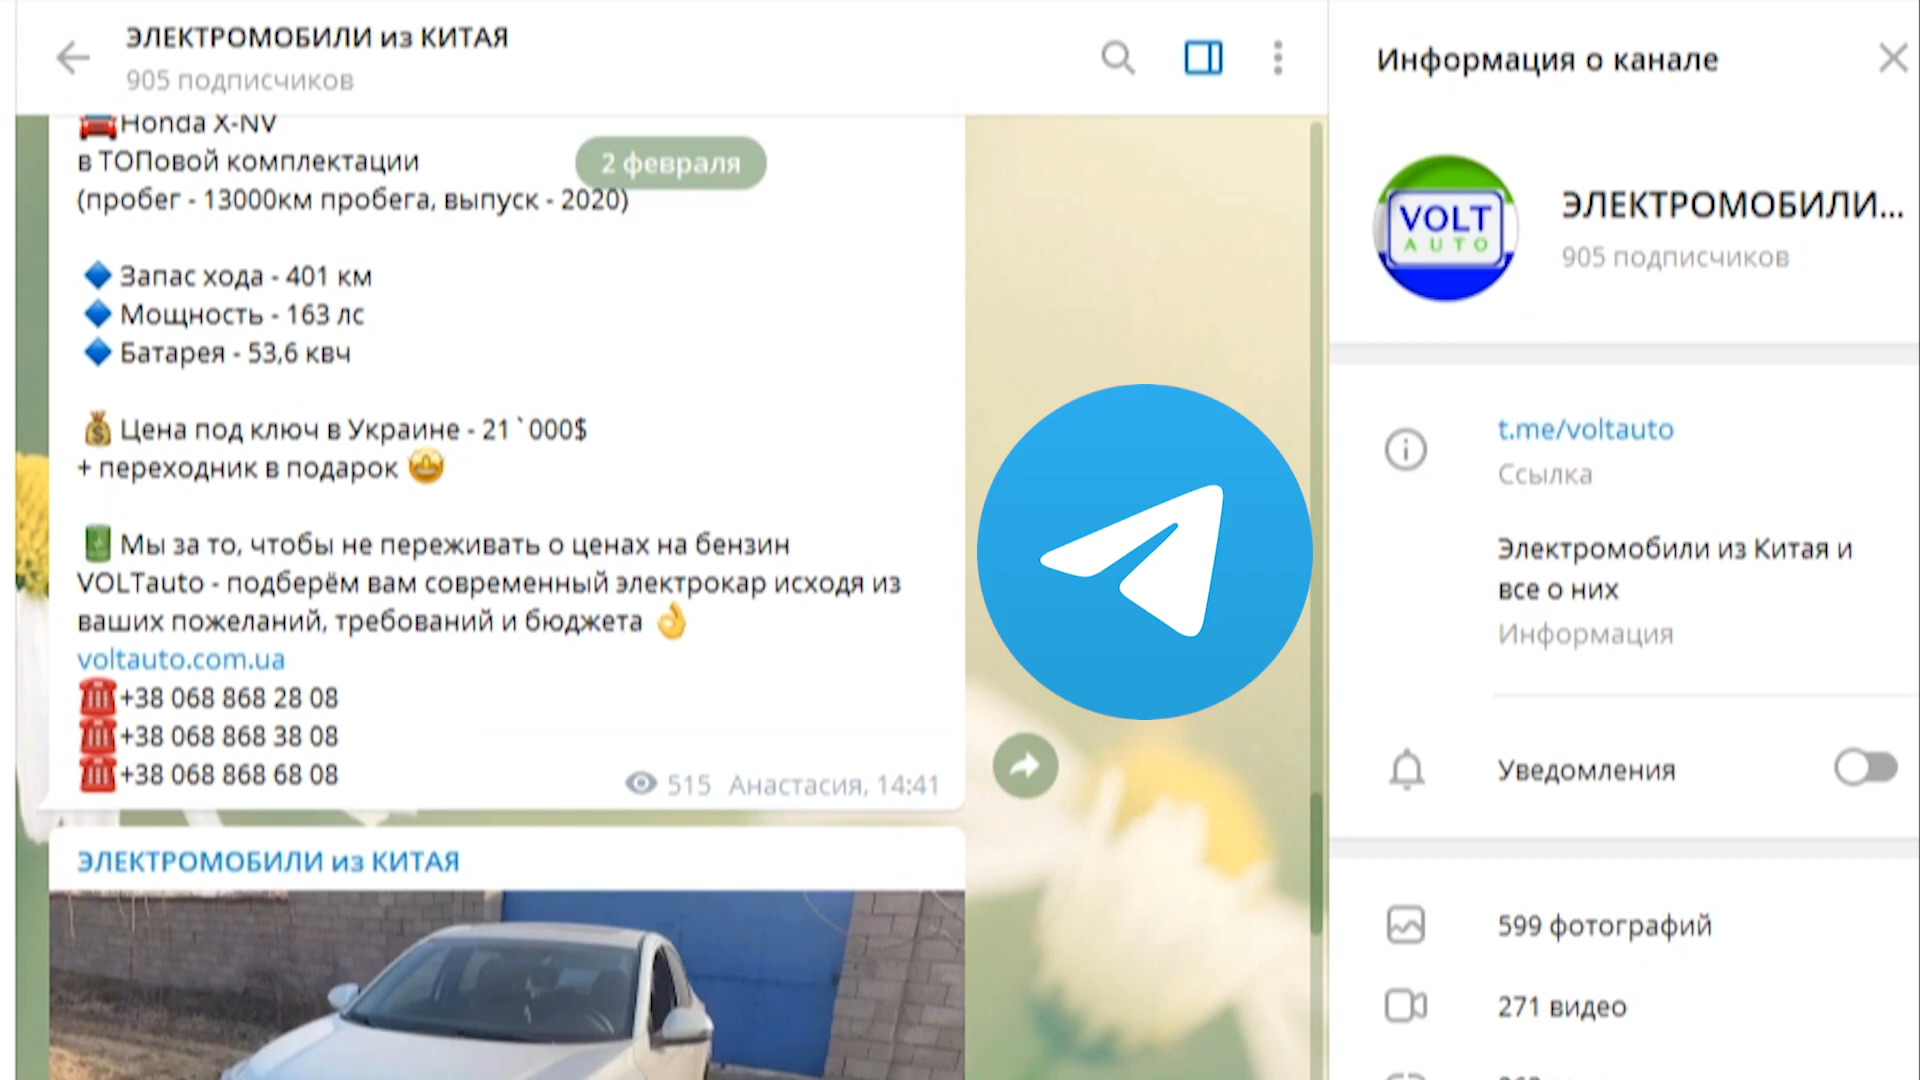 ЭЛЕКТРОМОБИЛИ из КИТАЯ
905 подписчиков
Honda X-NV
2 февраля
в ТОПовой комплектации
(пробег - 13000км пробега, выпуск - 2020)
Запас хода - 401 км
Мощность - 163 лс
Батарея - 53,6 квч
Цена под ключ в Украине - 21`000$
+ переходник в подарок
Мы за то, чтобы не переживать о ценах на бензин
VOLTauto - подберём вам современный электрокар исходя из
ваших пожеланий, требований и бюджета
voltauto.com.ua
+38 068 868 28 08
+38 068 868 38 08
+38 068 868 68 08
515 Анастасия, 14:41
ЭЛЕКТРОМОБИЛИ из КИТАЯ
Информация о канале
VOLT
AUTO
ЭЛЕКТРОМОБИЛИ...
905 подписчиков
t.me/voltauto
Ссылка
Электромобили из Китая и
все о них
Информация
Уведомления
599 фотографий
271 видео